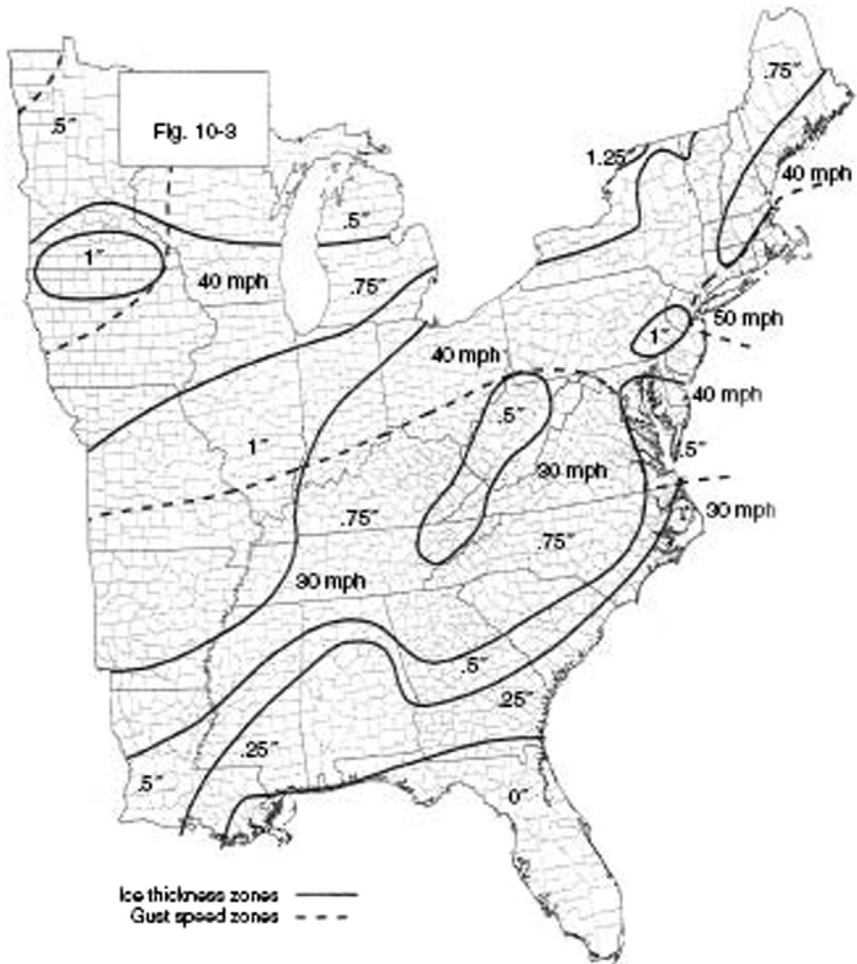 .75″
.5″
Fig. 10-3
1.25″
40 mph
.5″
1″
40 mph
.75″
50 mph
1″
40 mph
40 mph
.5″
.5″
1″
30 mph
30 mph
.75″
.75″
30 mph
.5″
.25″
.25″
.5″
0″
Ice thickness zones
Gust speed zones